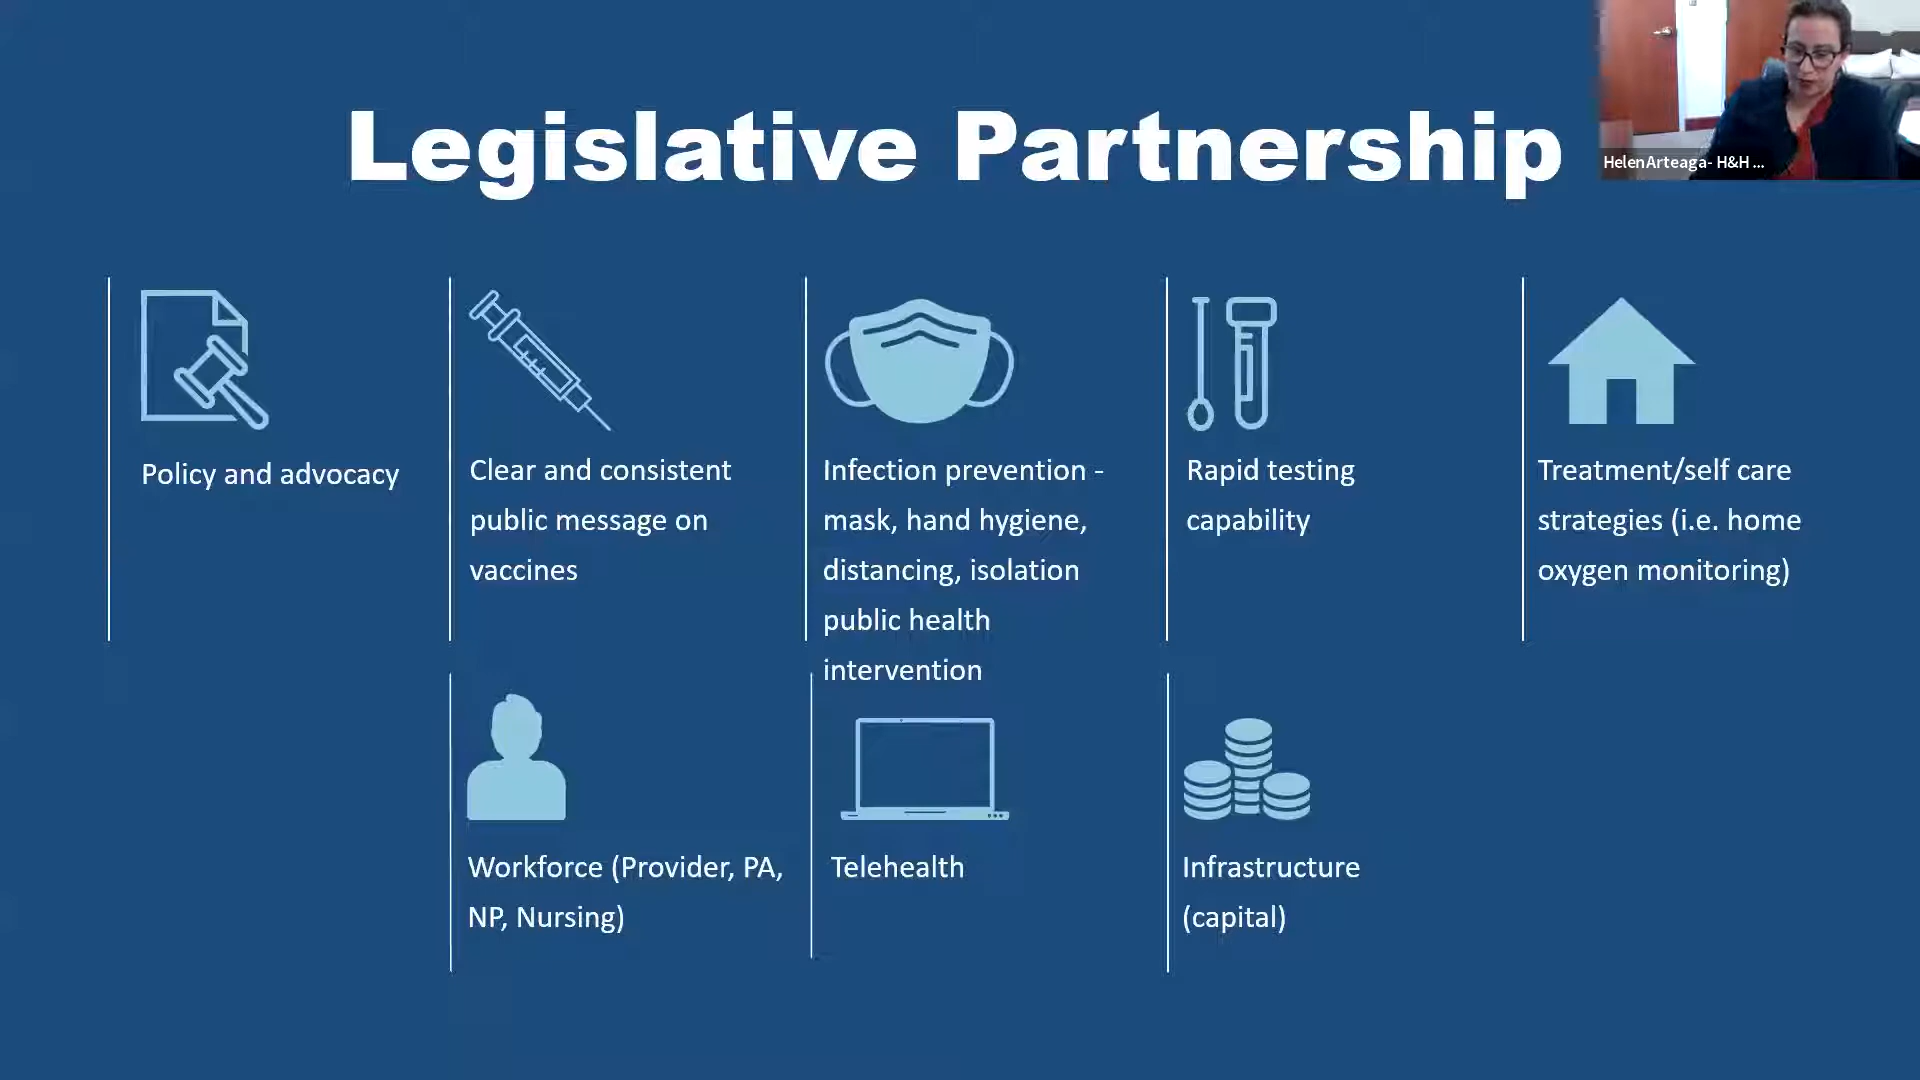 Legislative Partnership
HelenArteaga- H&H ...
Policy and advocacy
Clear and consistent
public message on
vaccines
Infection prevention -
mask, hand hygiene,
distancing, isolation
public health
intervention
Rapid testing
capability
Treatment/self care
strategies (i.e. home
oxygen monitoring)
Workforce (Provider, PA,
NP, Nursing)
Telehealth
Infrastructure
(capital)